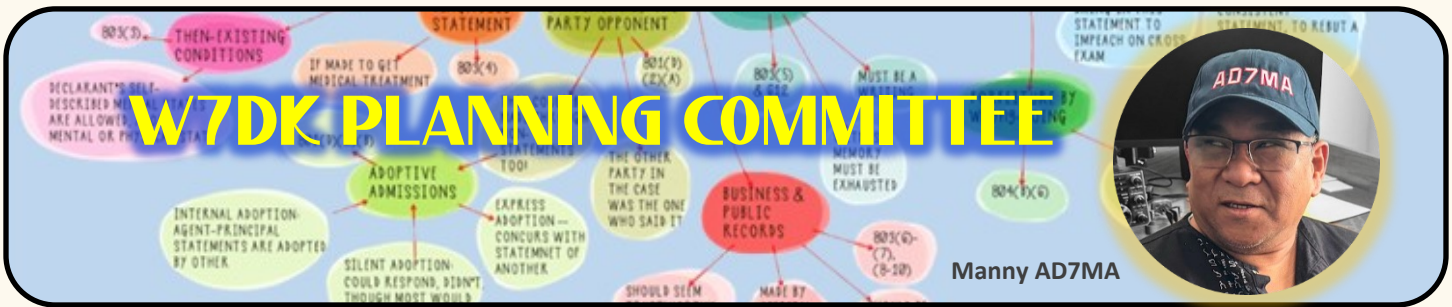 STATEMENT
PARTY OPPONENT
803(3)
THEN-EXISTING
CONDITIONS
IF MADE TO GET
MEDICAL TREATMENT
803(4)
801(D)
(2)(A)
803(5)
MUST BE A
WRITING
STATEMENT TO
IMPEACH ON CROSS
EXAM
STATEMENT, TO REBUT A
DECLARANT'S SELF-
DESCRIBED
ARE ALLOWED,
MENTAL OR
W7DK PLANNING COMMITTEE
AD7MA
STATEMENTS
TOO!
ADOPTIVE
ADMISSIONS
THE OTHER
PARTY IN
THE CASE
WAS THE ONE
WHO SAID IT
MEMORY
MUST BE
EXHAUSTED
BUSINESS &
PUBLIC
RECORDS
804(B)(6)
INTERNAL ADOPTION-
AGENT-PRINCIPAL
STATEMENTS ARE ADOPTED
BY OTHER
EXPRESS
ADOPTION —
CONCURS WITH
STATEMNET OF
ANOTHER
803(6)-
(7),
(8-10)
SILENT ADOPTION-
COULD RESPOND, DIDN'T,
THOUGH MOST WOULD
SHOULD SEEM
MADE BY
Manny AD7MA